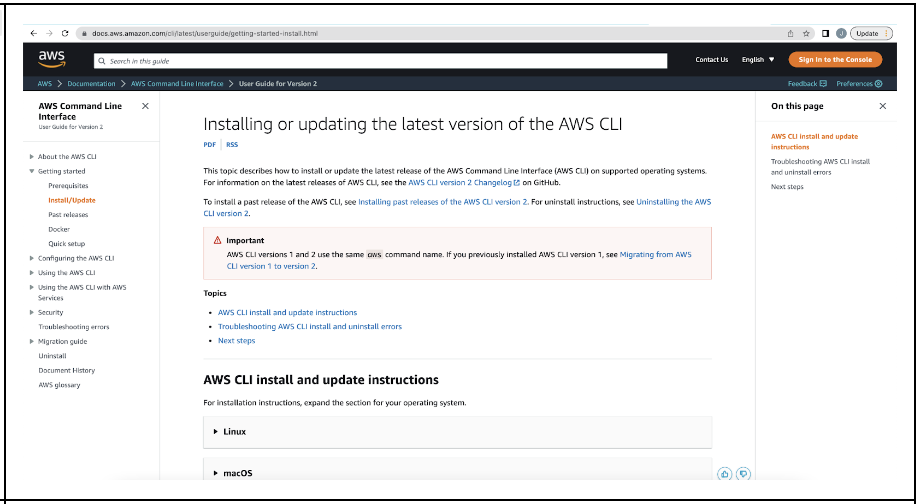 docs.aws.amazon.com/cli/latest/userguide/getting-started-install.html
J
Update
aws
Search in this guide
Contact Us
English
Sign In to the Console
AWS > Documentation > AWS Command Line Interface > User Guide for Version 2
Feedback
Preferences
AWS Command Line
Interface
User Guide for Version 2
About the AWS CLI
Getting started
Prerequisites
Install/Update
Past releases
Docker
Quick setup
Configuring the AWS CLI
Using the AWS CLI
Using the AWS CLI with AWS
Services
Security
Troubleshooting errors
Migration guide
Uninstall
Document History
AWS glossary
Installing or updating the latest version of the AWS CLI
PDF | RSS
This topic describes how to install or update the latest release of the AWS Command Line Interface (AWS CLI) on supported operating systems.
For information on the latest releases of AWS CLI, see the AWS CLI version 2 Changelog on GitHub.
To install a past release of the AWS CLI, see Installing past releases of the AWS CLI version 2. For uninstall instructions, see Uninstalling the AWS
CLI version 2.
Important
AWS CLI versions 1 and 2 use the same aws command name. If you previously installed AWS CLI version 1, see Migrating from AWS
CLI version 1 to version 2.
Topics
• AWS CLI install and update instructions
• Troubleshooting AWS CLI install and uninstall errors
• Next steps
AWS CLI install and update instructions
For installation instructions, expand the section for your operating system.
Linux
macOS
On this page
AWS CLI install and update
instructions
Troubleshooting AWS CLI install
and uninstall errors
Next steps